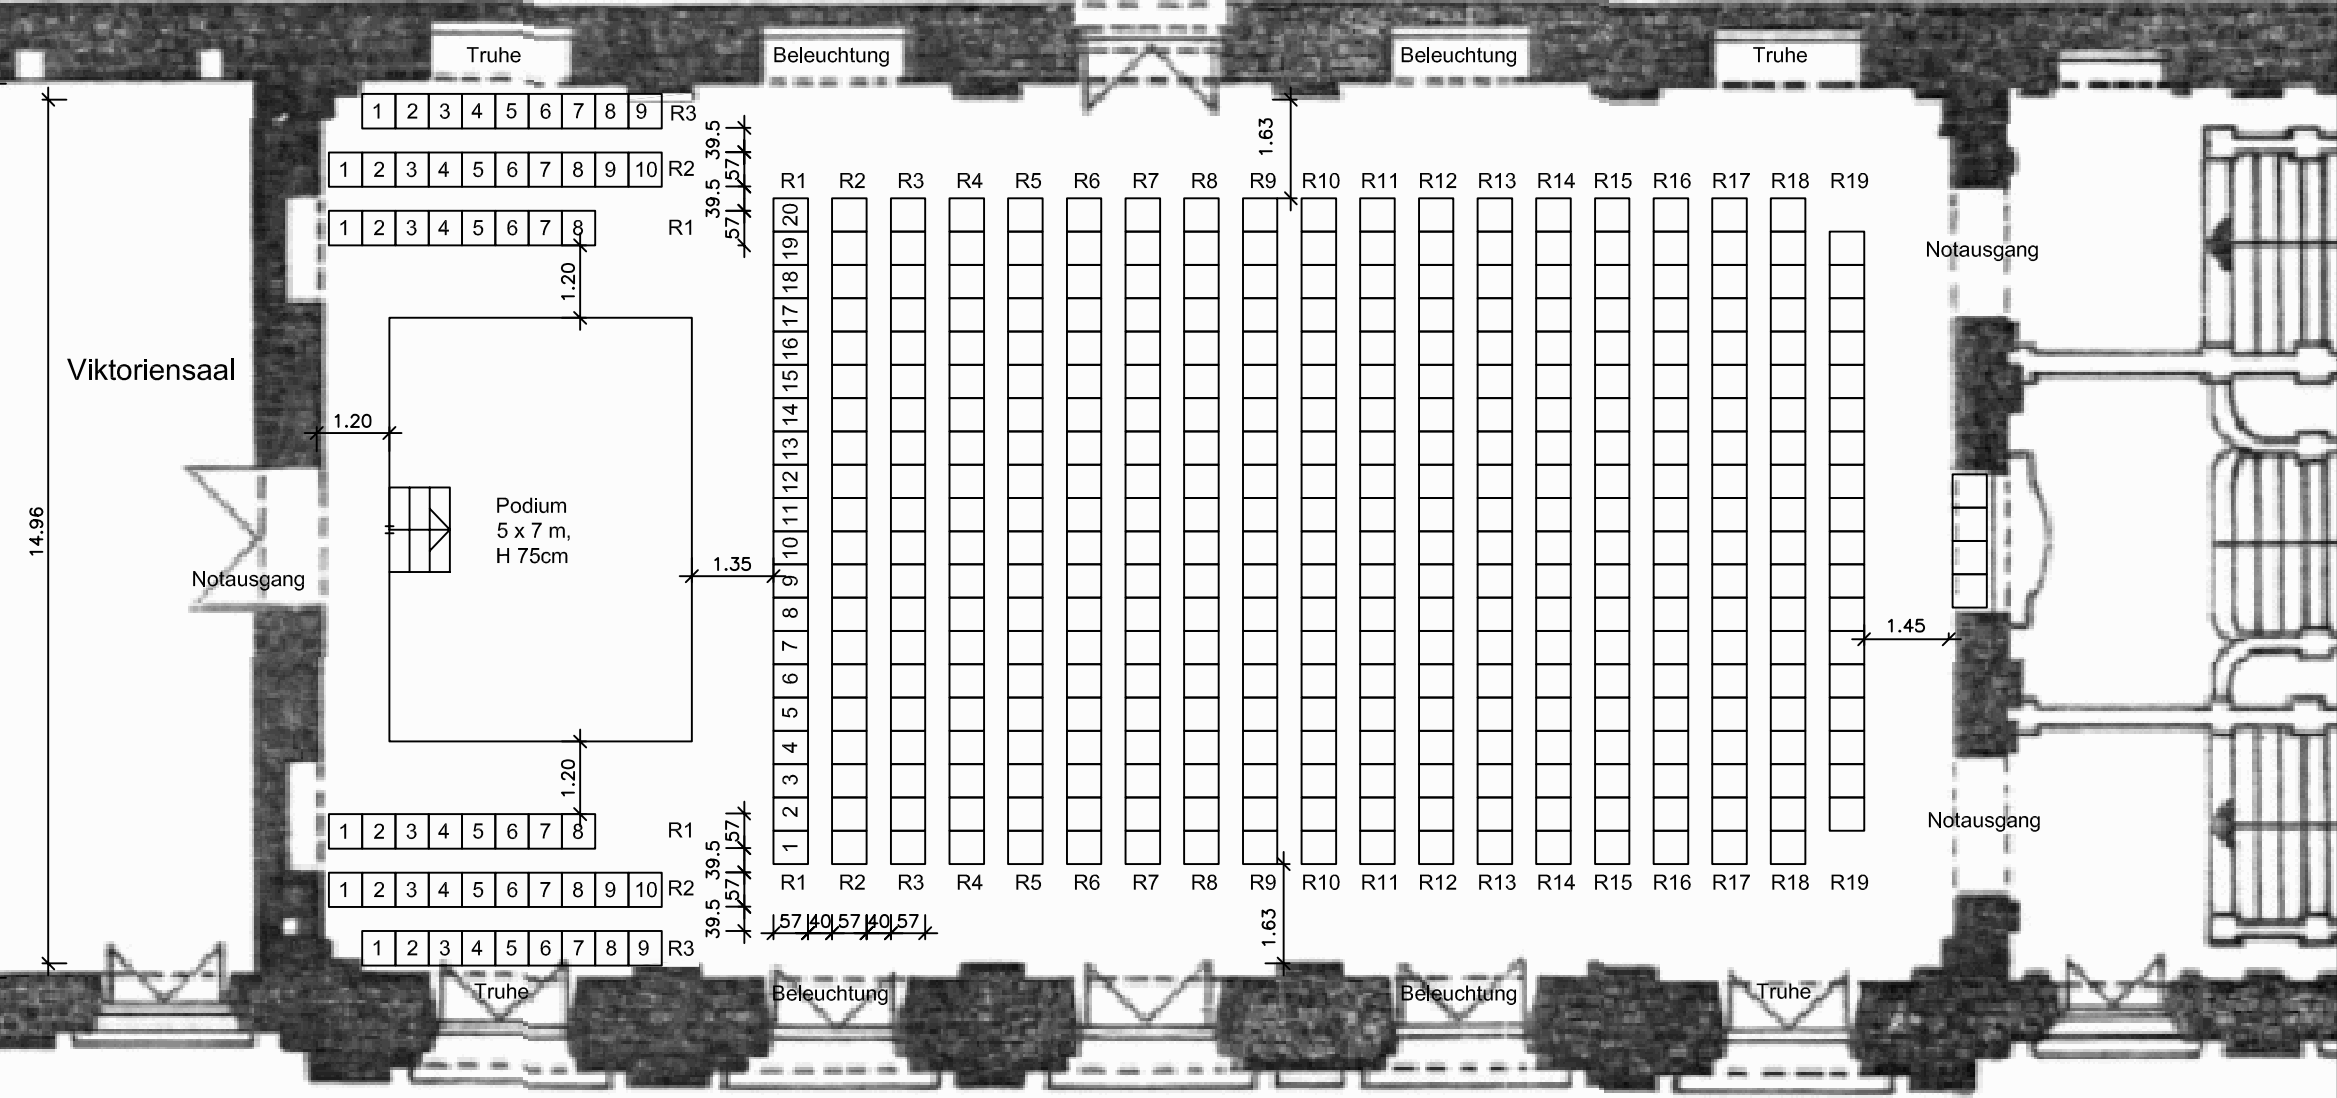 Truhe Beleuchtung Beleuchtung Truhe
1 2 3 4 5 6 7 8 9 R3
39.5
1.63
1 2 3 4 5 6 7 8 9 10 R2
57
R1 R2 R3 R4 R5 R6 R7 R8 R9 R10 R11 R12 R13 R14 R15 R16 R17 R18 R19
39.5
1 2 3 4 5 6 7 8 R1
57
20
19
18
17
16
15
14
13
12
11
10
9
8
7
6
5
4
3
2
1
Notausgang
1.20
Viktoriensaal
1.20
14.96
Podium
5 x 7 m,
H 75cm
1.35
Notausgang
1.45
1.20
Notausgang
1 2 3 4 5 6 7 8 R1
57
39.5
1 2 3 4 5 6 7 8 9 10 R2
57
R1 R2 R3 R4 R5 R6 R7 R8 R9 R10 R11 R12 R13 R14 R15 R16 R17 R18 R19
39.5
57 40 57 40 57
1.63
1 2 3 4 5 6 7 8 9 R3
Truhe Beleuchtung Beleuchtung Truhe